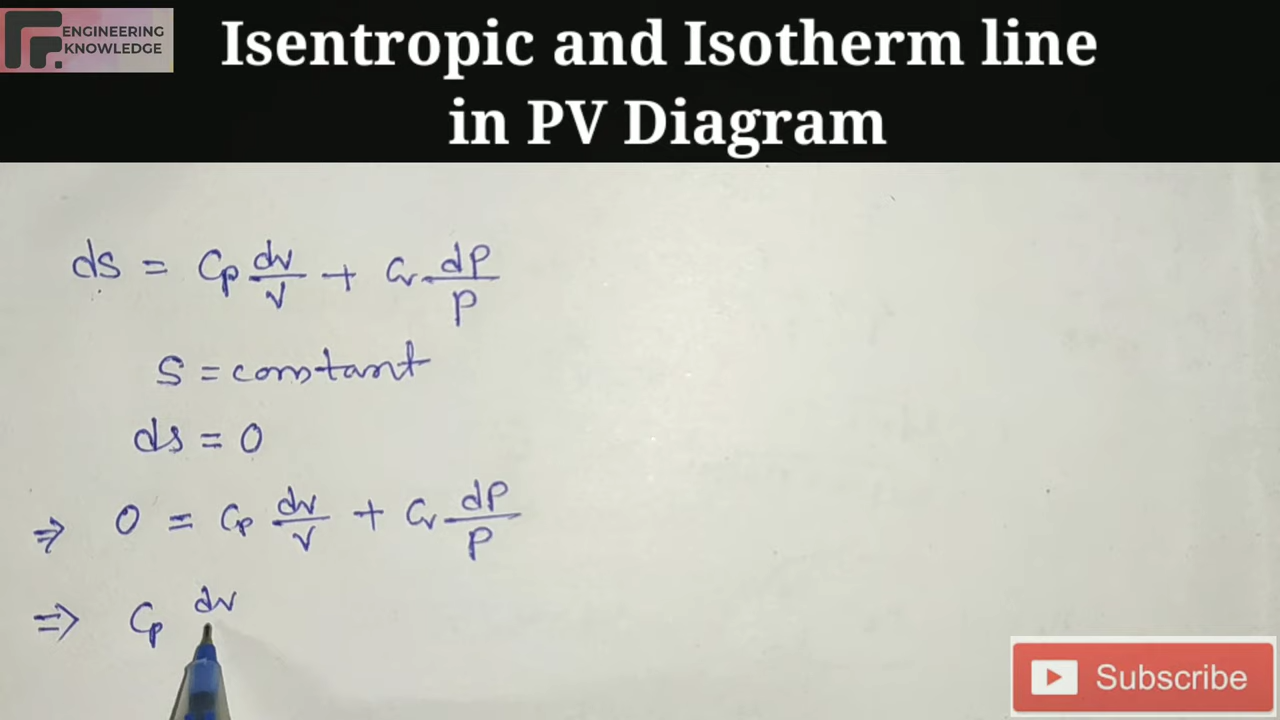 ENGINEERING
KNOWLEDGE
Isentropic and Isotherm line
in PV Diagram
ds = Cp dv/v + Cv dP/P
S = constant
ds = 0
⇒ 0 = Cp dv/v + Cv dP/P
⇒ Cp dv
Subscribe